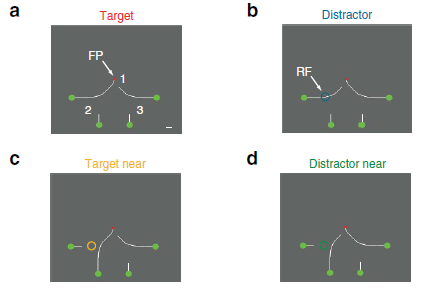 a
Target
FP
1
2
3
b
Distractor
RF
c
Target near
d
Distractor near